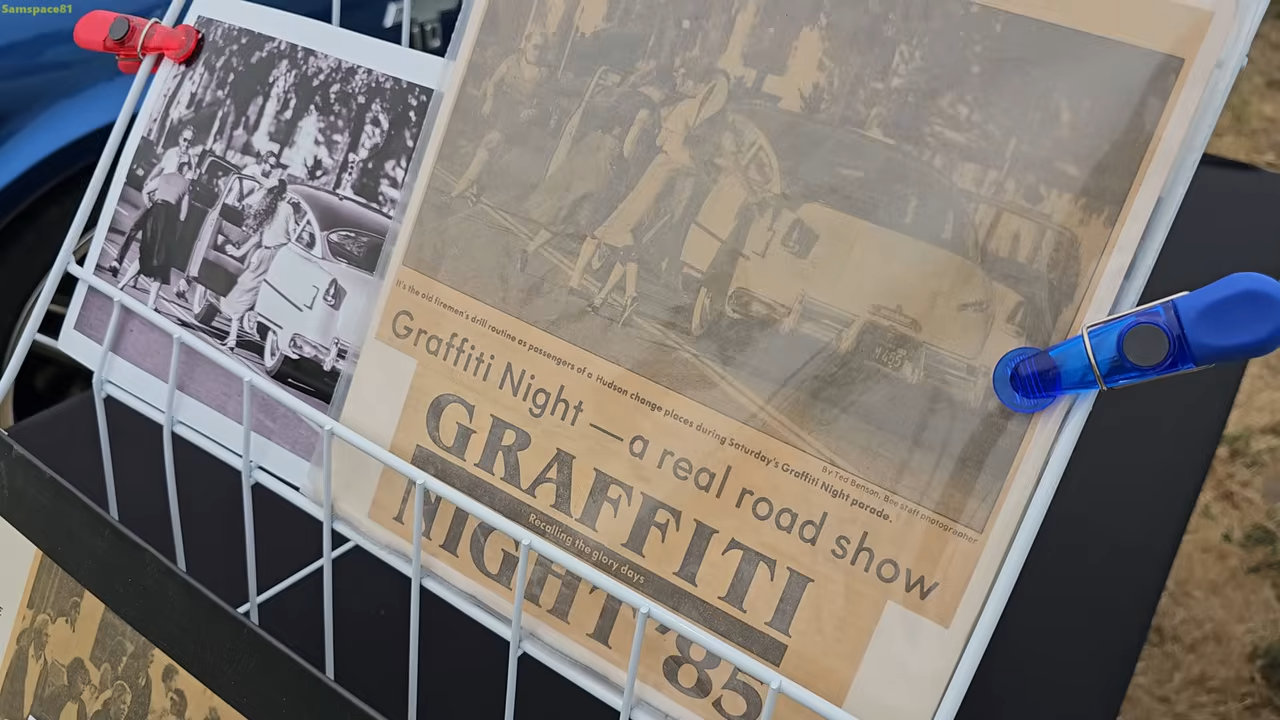 Samspace81
By Ted Benson, Bee staff photographer
It's the old firemen's drill routine as passengers of a Hudson change places during Saturday's Graffiti Night parade.
Graffiti Night — a real road show
GRAFFITI
Recalling the glory days
NIGHT '85